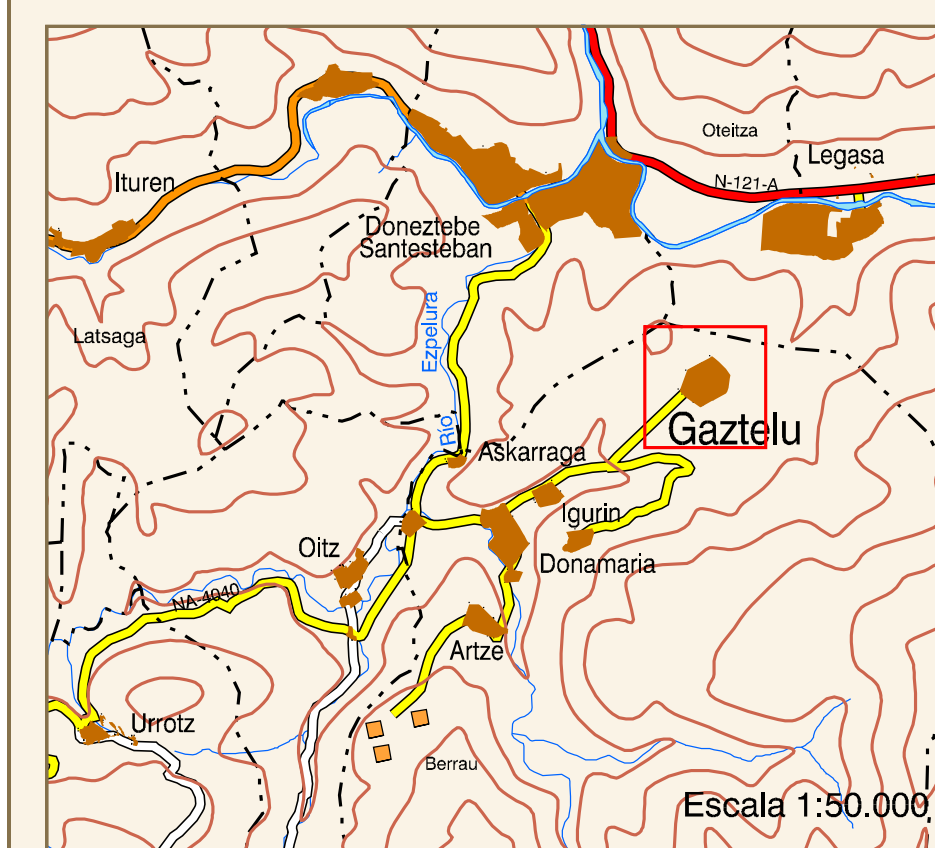 Oteitza
Legasa
Ituren
N-121-A
Doneztebe
Santesteban
Latsaga
Río Ezpelura
Gaztelu
Askarraga
Igurin
Oitz
Donamaria
NA-4040
Artze
Urrotz
Berrau
Escala 1:50.000